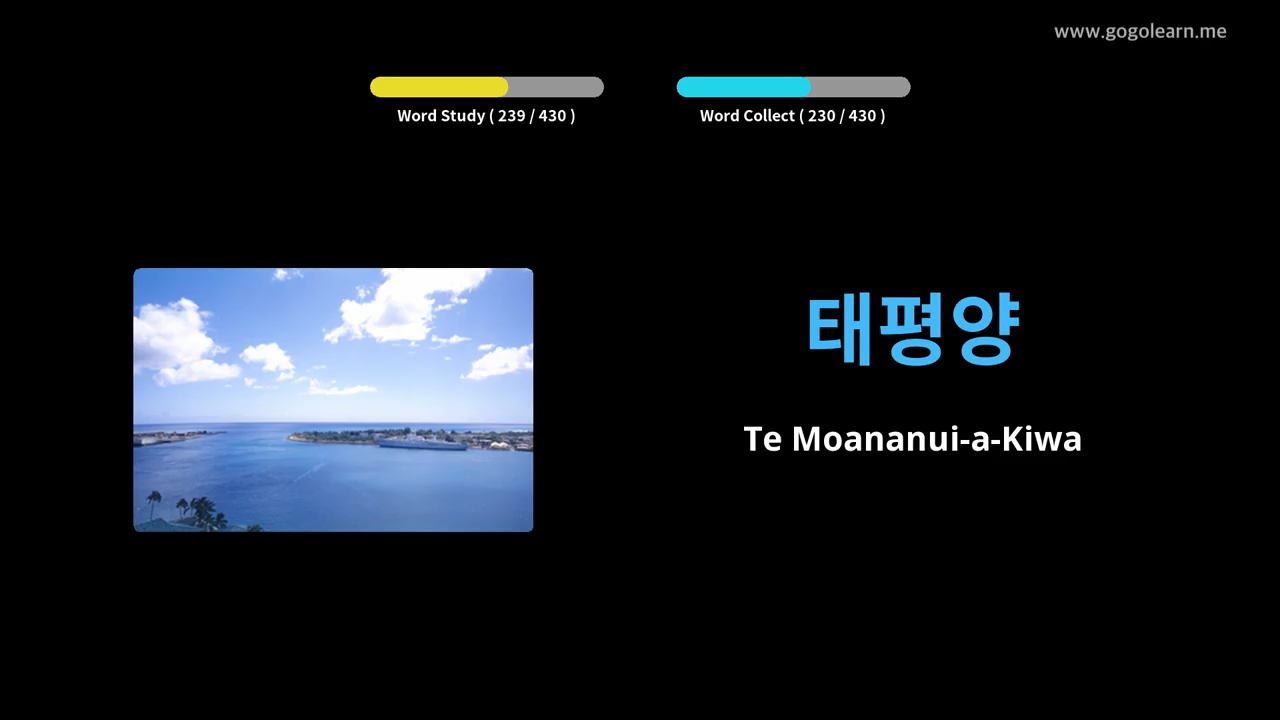 www.gogolearn.me
Word Study ( 239 / 430 )
Word Collect ( 230 / 430 )
태평양
Te Moananui-a-Kiwa